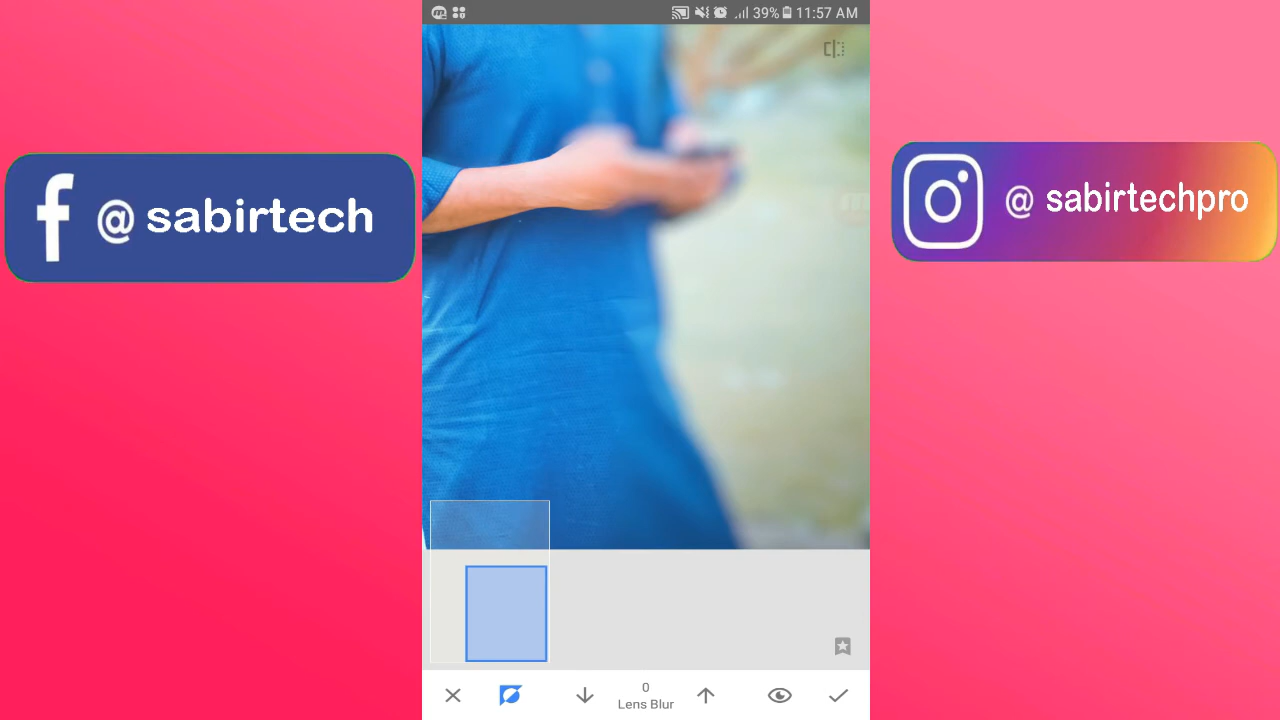 39% 11:57 AM
@ sabirtech
@ sabirtechpro
0
Lens Blur